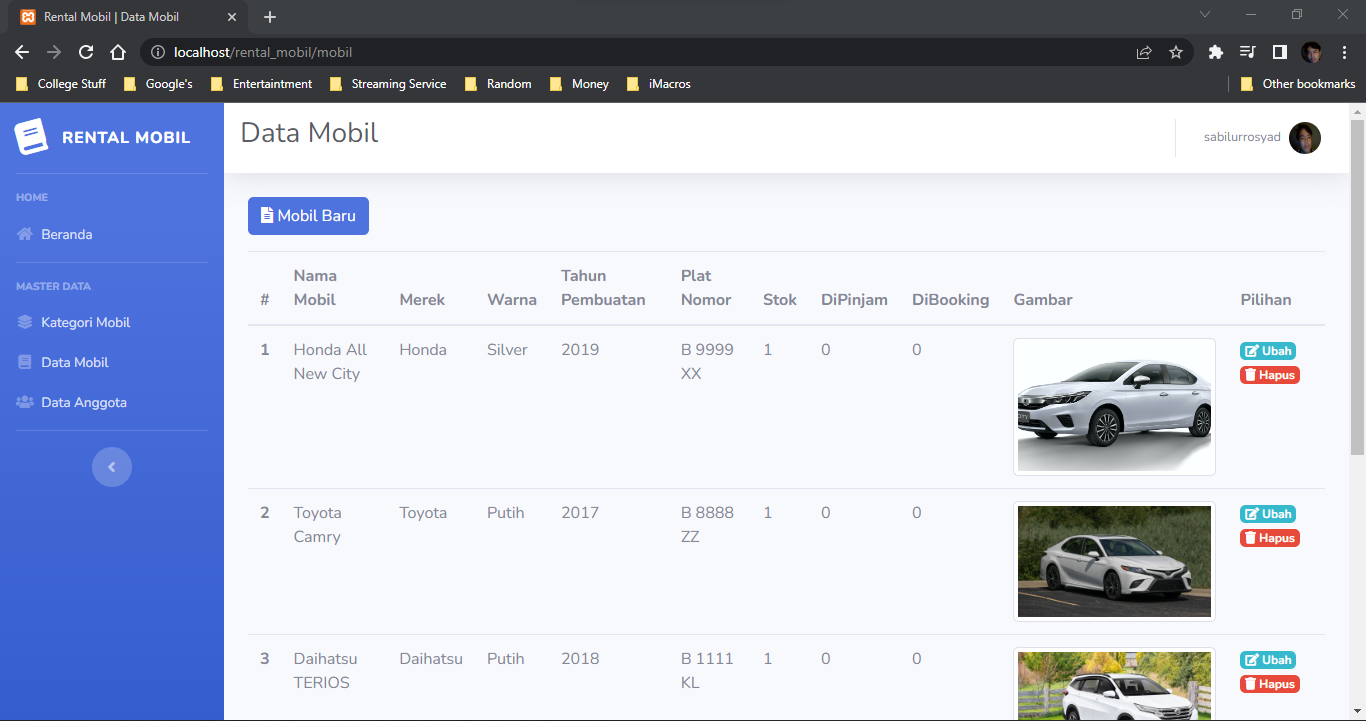 Rental Mobil | Data Mobil
localhost/rental_mobil/mobil
College Stuff Google's Entertaintment Streaming Service Random Money iMacros Other bookmarks
RENTAL MOBIL
HOME
Beranda
MASTER DATA
Kategori Mobil
Data Mobil
Data Anggota
Data Mobil
sabilurrosyad
Mobil Baru
# Nama Mobil Merek Warna Tahun Pembuatan Plat Nomor Stok DiPinjam DiBooking Gambar Pilihan
1 Honda All New City Honda Silver 2019 B 9999 XX 1 0 0 Ubah Hapus
2 Toyota Camry Toyota Putih 2017 B 8888 ZZ 1 0 0 Ubah Hapus
3 Daihatsu TERIOS Daihatsu Putih 2018 B 1111 KL 1 0 0 Ubah Hapus